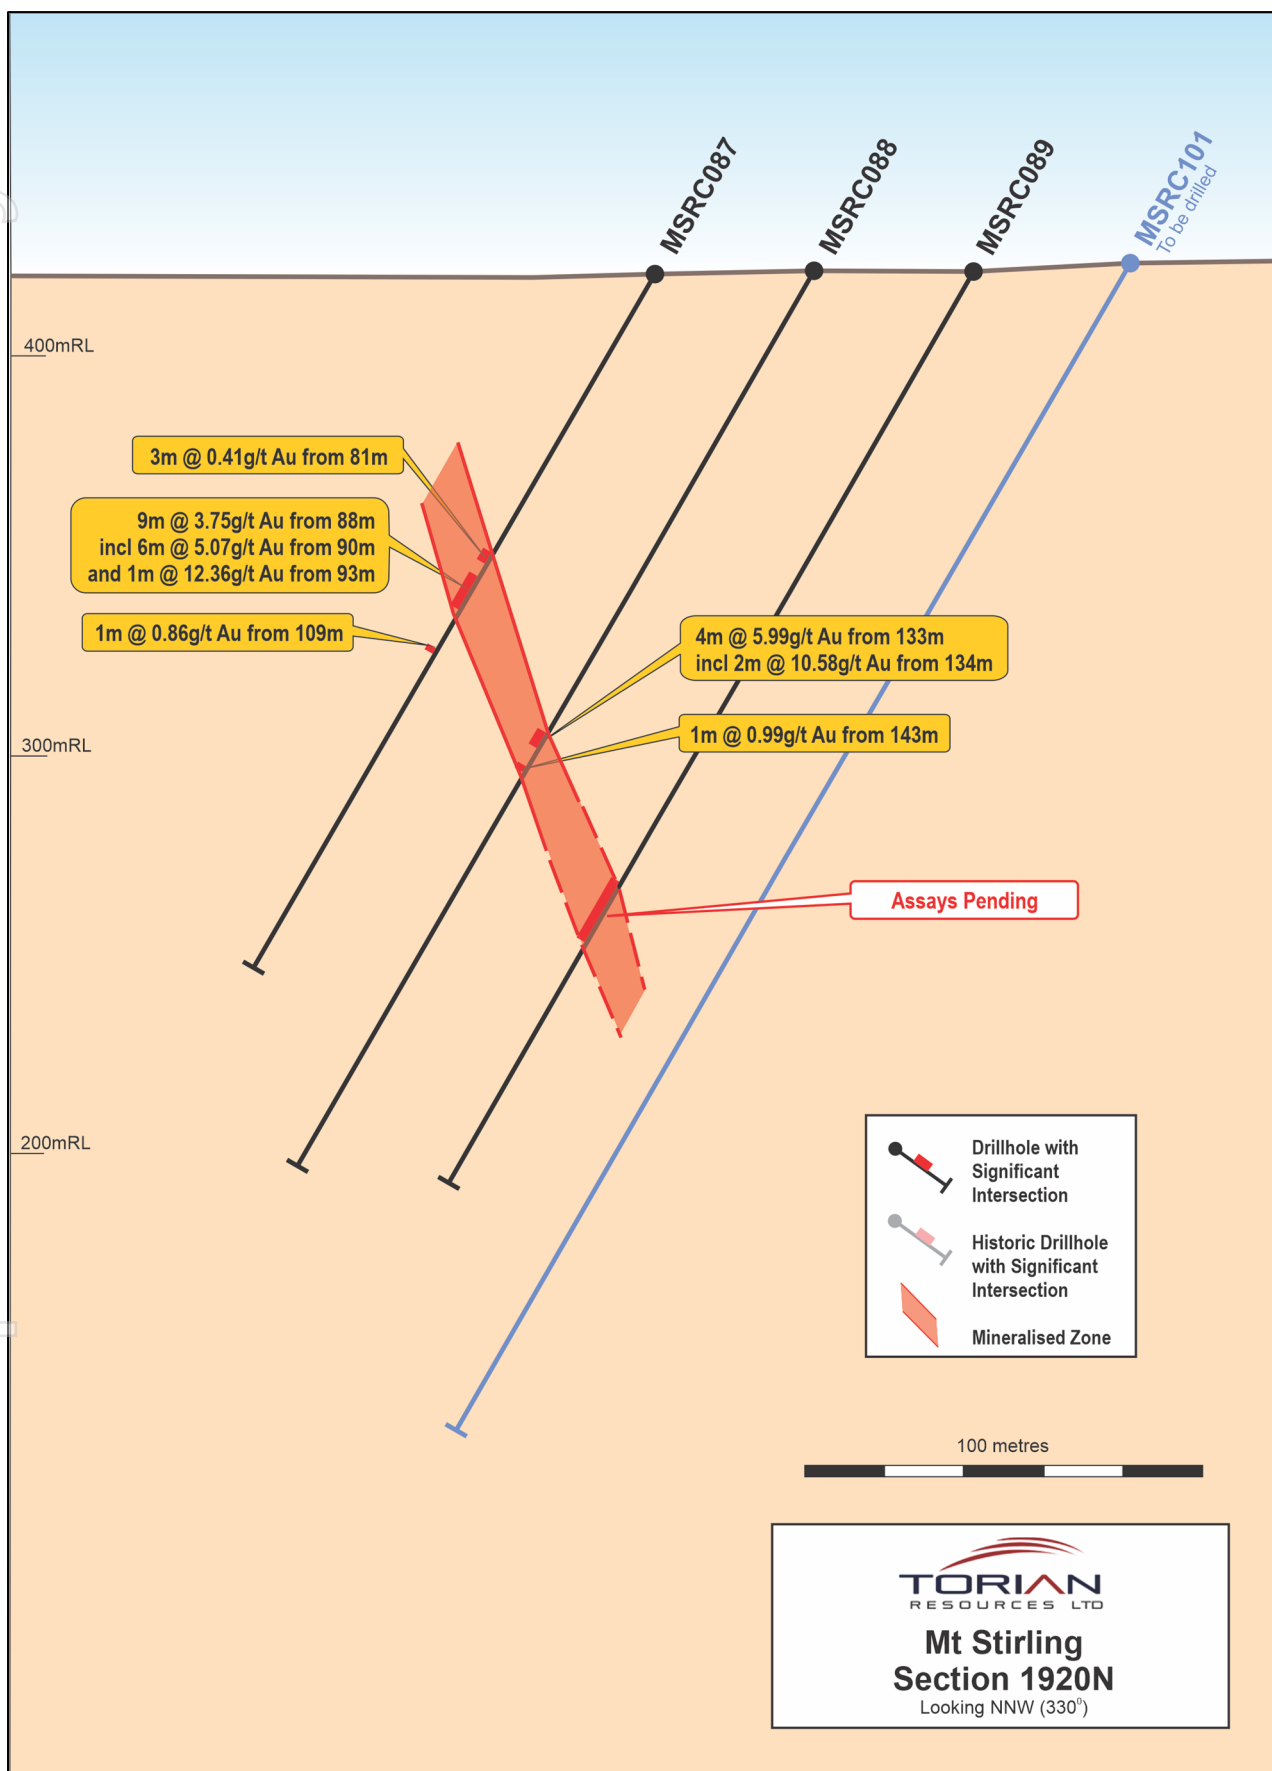 MSRC087
MSRC088
MSRC089
MSRC101
To be drilled
400mRL
3m @ 0.41g/t Au from 81m
9m @ 3.75g/t Au from 88m
incl 6m @ 5.07g/t Au from 90m
and 1m @ 12.36g/t Au from 93m
1m @ 0.86g/t Au from 109m
4m @ 5.99g/t Au from 133m
incl 2m @ 10.58g/t Au from 134m
1m @ 0.99g/t Au from 143m
300mRL
Assays Pending
200mRL
Drillhole with
Significant
Intersection
Historic Drillhole
with Significant
Intersection
Mineralised Zone
100 metres
TORIAN
RESOURCES LTD
Mt Stirling
Section 1920N
Looking NNW (330⁰)